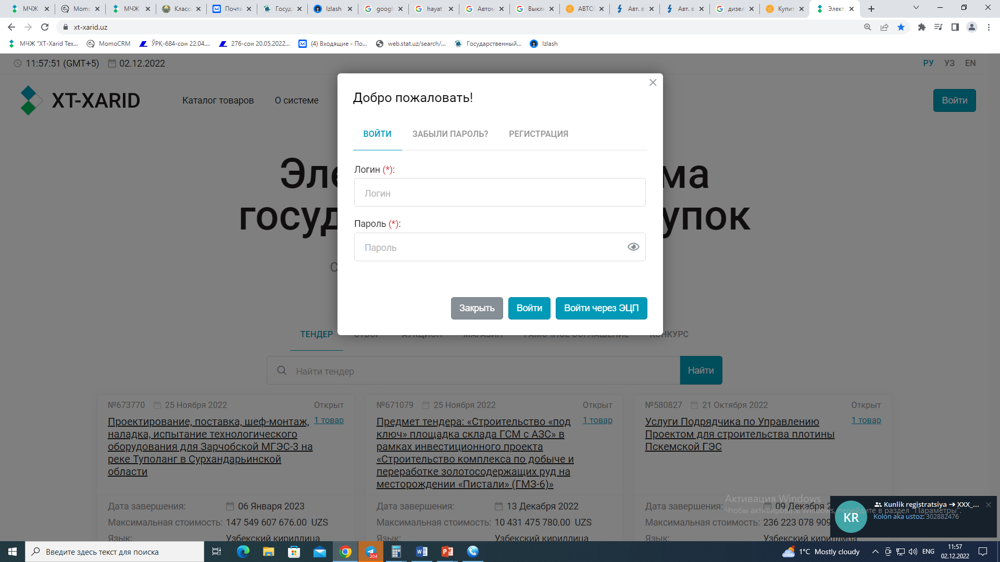 МЧЖ
Momc
МЧЖ
Класс
Почта
Госуда
Izlash
googl
hayat
Автом
Выкл
АВТО
Авт. в
Авт. в
дизел
Купит
Элект
xt-xarid.uz
МЧЖ "XT-Xarid Tex...
MomoCRM
ЎРҚ-684-сон 22.04....
276-сон 20.05.2022...
(4) Входящие - По...
web.stat.uz/search/...
Государственный...
Izlash
11:57:51 (GMT+5) 02.12.2022
РУ УЗ EN
XT-XARID
Каталог товаров
О системе
Войти
Добро пожаловать!
ВОЙТИ
ЗАБЫЛИ ПАРОЛЬ?
РЕГИСТРАЦИЯ
Логин (*):
Логин
Пароль (*):
Пароль
Закрыть
Войти
Войти через ЭЦП
ма
госуд
упок
ТЕНДЕР
Найти тендер
Найти
№673770 25 Ноября 2022 Открыт
Проектирование, поставка, шеф-монтаж, 1 товар
наладка, испытание технологического
оборудования для Зарчобской МГЭС-3 на
реке Туполанг в Сурхандарьинской
области
Дата завершения: 06 Января 2023
Максимальная стоимость: 147 549 607 676.00 UZS
Язык: Узбекский кириллица
№671079 25 Ноября 2022 Открыт
Предмет тендера: «Строительство «под 1 товар
ключ» площадка склада ГСМ с АЗС» в
рамках инвестиционного проекта
«Строительство комплекса по добыче и
переработке золотосодержащих руд на
месторождении «Пистали» (ГМЗ-6)»
Дата завершения: 13 Декабря 2022
Максимальная стоимость: 10 431 475 780.00 UZS
Язык: Узбекский кириллица
№580827 21 Октября 2022 Открыт
Услуги Подрядчика по Управлению 1 товар
Проектом для строительства плотины
Пскемской ГЭС
Дата завершения: 09 Декабря 2
Максимальная стоимость: 236 223 078 909
Язык: Узбекский кириллица
Активация Windows
Чтобы активировать Windows, перейдите в раздел "Параметры".
KR
Kunlik registratsiya ➜ XXX_...
Kolon aka ustoz: 302882476
Введите здесь текст для поиска
204
1°C Mostly cloudy
ENG
11:57
02.12.2022